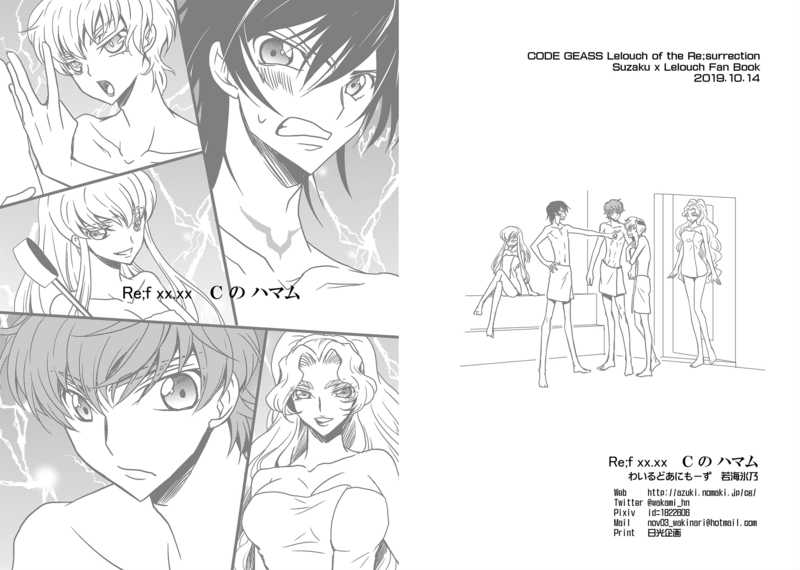 Re;f xx.xx　Cの ハマム
CODE GEASS Lelouch of the Re;surrection
Suzaku x Lelouch Fan Book
2019.10.14
Re;f xx.xx　Cの ハマム
わいるどあにもーず　若海氷乃
Web　http://azuki.nomaki.jp/cg/
Twitter @wakami_hn
Pixiv　id=1822606
Mail　nov03_wakinari@hotmail.com
Print　日光企画